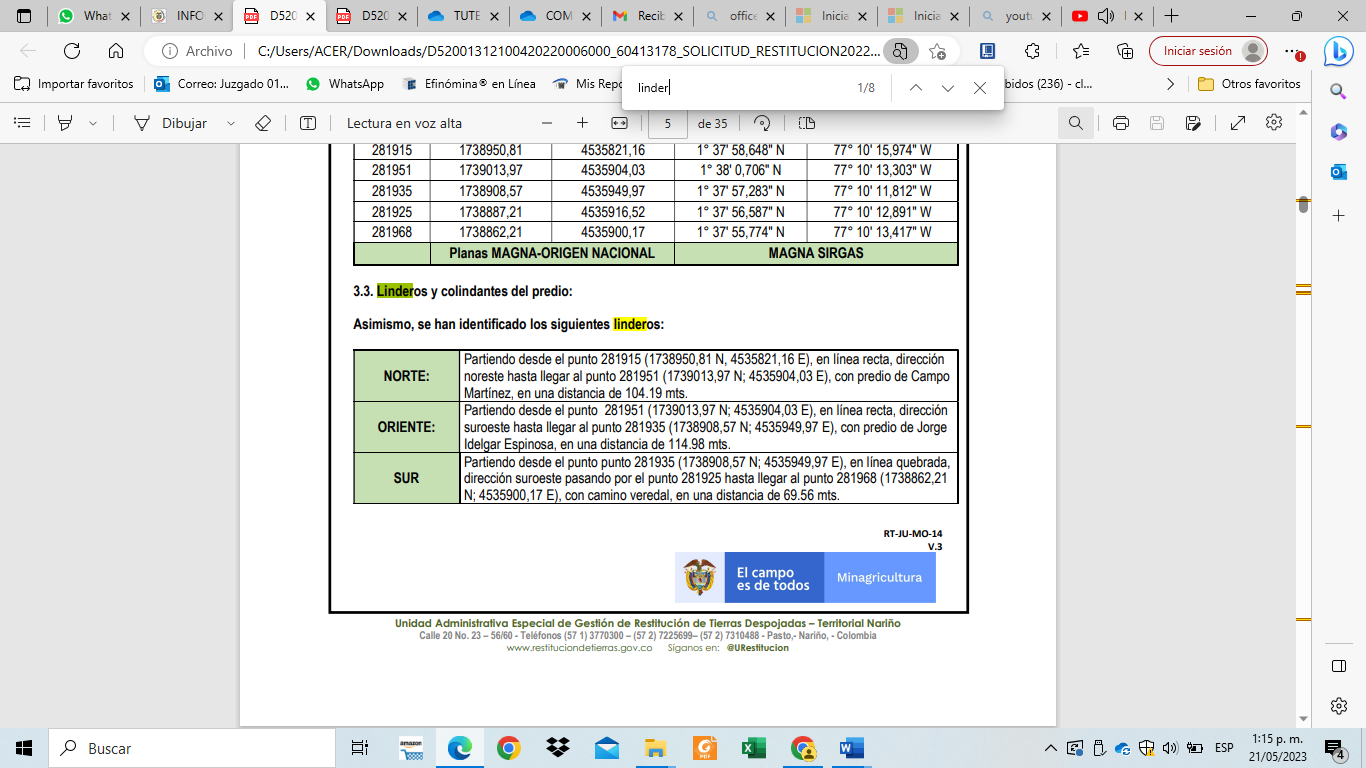 What
INFO
D520
D520
TUTE
COM
Recib
office
Inicia
Inicia
youtu
Archivo
C:/Users/ACER/Downloads/D52001312100420220006000_60413178_SOLICITUD_RESTITUCION2022...
Iniciar sesión
Importar favoritos
Correo: Juzgado 01...
WhatsApp
Efinómina® en Línea
Mis Repo
linder
1/8
bidos (236) - cl...
Otros favoritos
Dibujar
Lectura en voz alta
5
de 35
281915 1738950,81 4535821,16 1° 37' 58,648" N 77° 10' 15,974" W
281951 1739013,97 4535904,03 1° 38' 0,706" N 77° 10' 13,303" W
281935 1738908,57 4535949,97 1° 37' 57,283" N 77° 10' 11,812" W
281925 1738887,21 4535916,52 1° 37' 56,587" N 77° 10' 12,891" W
281968 1738862,21 4535900,17 1° 37' 55,774" N 77° 10' 13,417" W
Planas MAGNA-ORIGEN NACIONAL MAGNA SIRGAS
3.3. Linderos y colindantes del predio:
Asimismo, se han identificado los siguientes linderos:
NORTE:
Partiendo desde el punto 281915 (1738950,81 N, 4535821,16 E), en línea recta, dirección
noreste hasta llegar al punto 281951 (1739013,97 N; 4535904,03 E), con predio de Campo
Martínez, en una distancia de 104.19 mts.
ORIENTE:
Partiendo desde el punto 281951 (1739013,97 N; 4535904,03 E), en línea recta, dirección
suroeste hasta llegar al punto 281935 (1738908,57 N; 4535949,97 E), con predio de Jorge
Idelgar Espinosa, en una distancia de 114.98 mts.
SUR
Partiendo desde el punto punto 281935 (1738908,57 N; 4535949,97 E), en línea quebrada,
dirección suroeste pasando por el punto 281925 hasta llegar al punto 281968 (1738862,21
N; 4535900,17 E), con camino veredal, en una distancia de 69.56 mts.
RT-JU-MO-14
V.3
El campo
es de todos
Minagricultura
Unidad Administrativa Especial de Gestión de Restitución de Tierras Despojadas – Territorial Nariño
Calle 20 No. 23 – 56/60 - Teléfonos (57 1) 3770300 – (57 2) 7225699– (57 2) 7310488 - Pasto,- Nariño, - Colombia
www.restituciondetierras.gov.co Síganos en: @URestitucion
Buscar
amazon
PDF
ESP
1:15 p. m.
21/05/2023
4